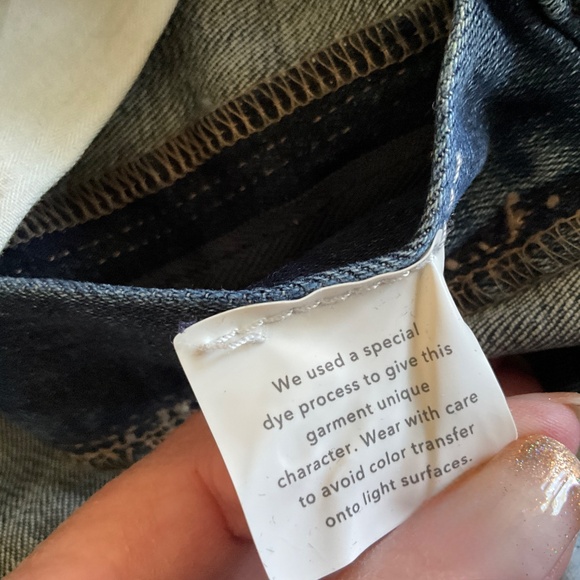 We used a special
dye process to give this
garment unique
character. Wear with care
to avoid color transfer
onto light surfaces.